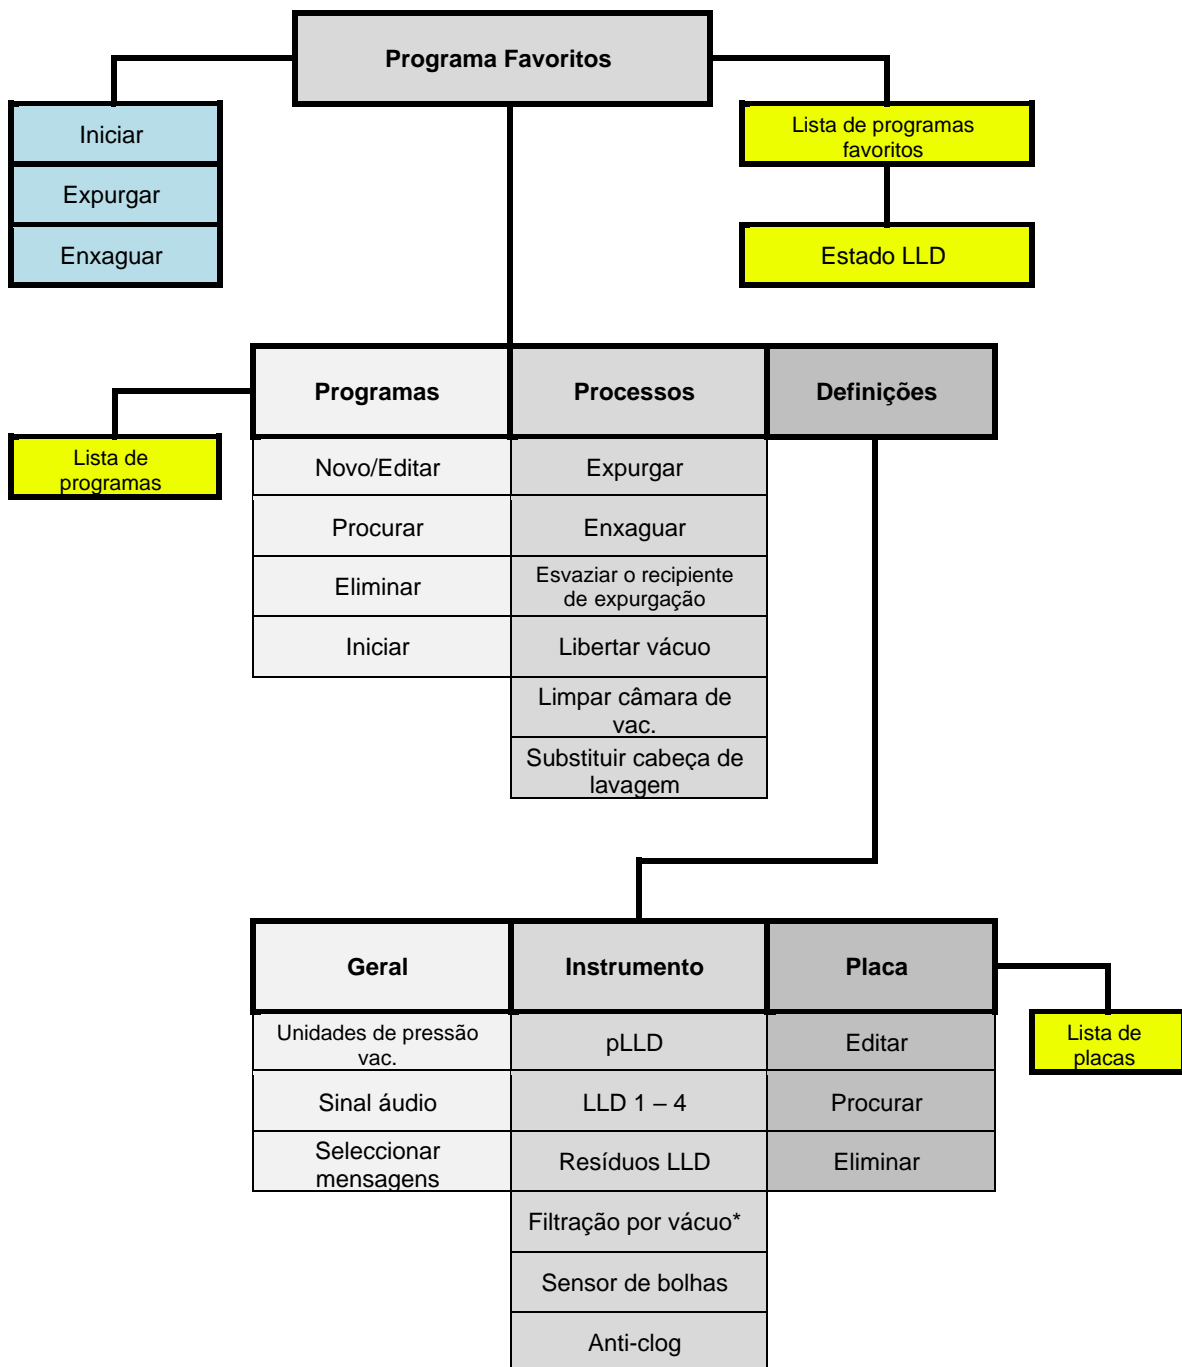 Programa Favoritos
Iniciar
Expurgar
Enxaguar
Lista de programas
favoritos
Estado LLD
Programas
Processos
Definições
Lista de
programas
Novo/Editar
Expurgar
Procurar
Enxaguar
Eliminar
Esvaziar o recipiente
de expurgação
Iniciar
Libertar vácuo
Limpar câmara de
vac.
Substituir cabeça de
lavagem
Geral
Instrumento
Placa
Unidades de pressão
vac.
pLLD
Editar
Lista de
placas
Sinal áudio
LLD 1 – 4
Procurar
Seleccionar
mensagens
Resíduos LLD
Eliminar
Filtração por vácuo*
Sensor de bolhas
Anti-clog